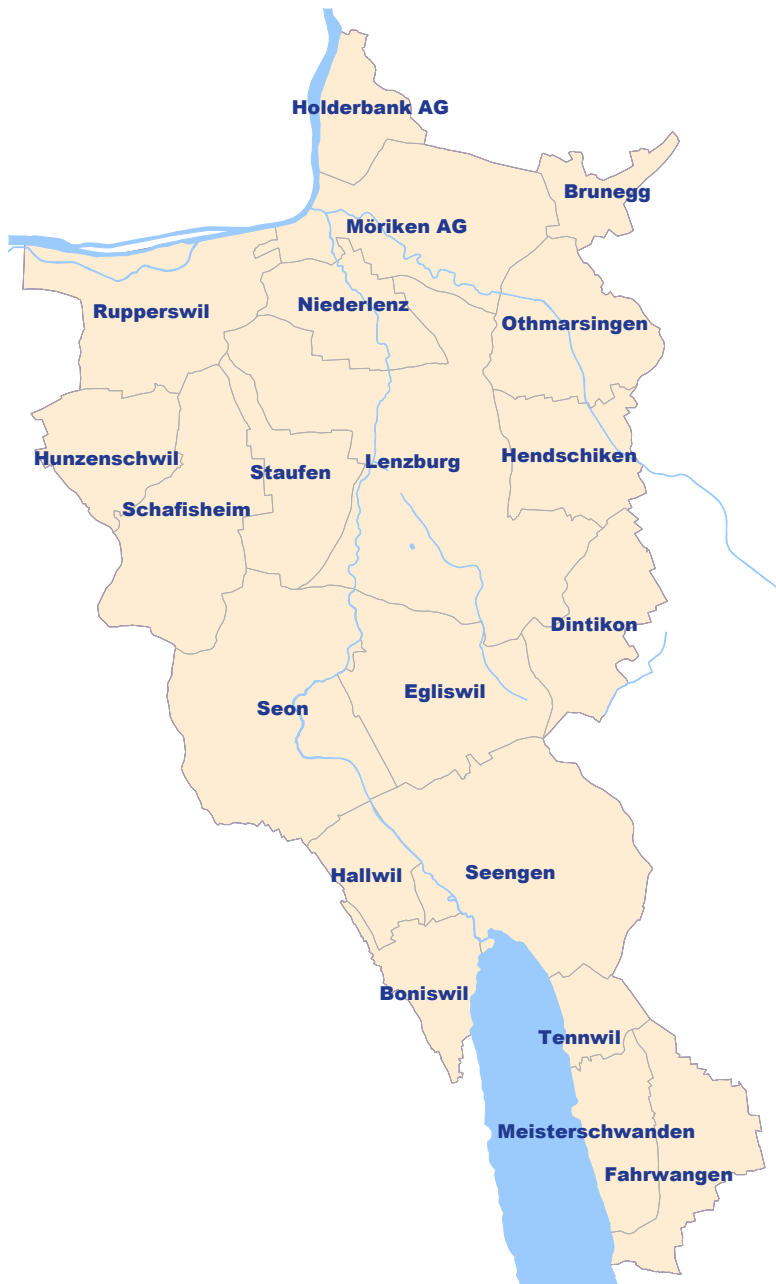 Holderbank AG
Brunegg
Möriken AG
Niederlenz
Rupperswil
Othmarsingen
Hunzenschwil
Staufen
Lenzburg
Hendschiken
Schafisheim
Dintikon
Egliswil
Seon
Hallwil
Seengen
Boniswil
Tennwil
Meisterschwanden
Fahrwangen